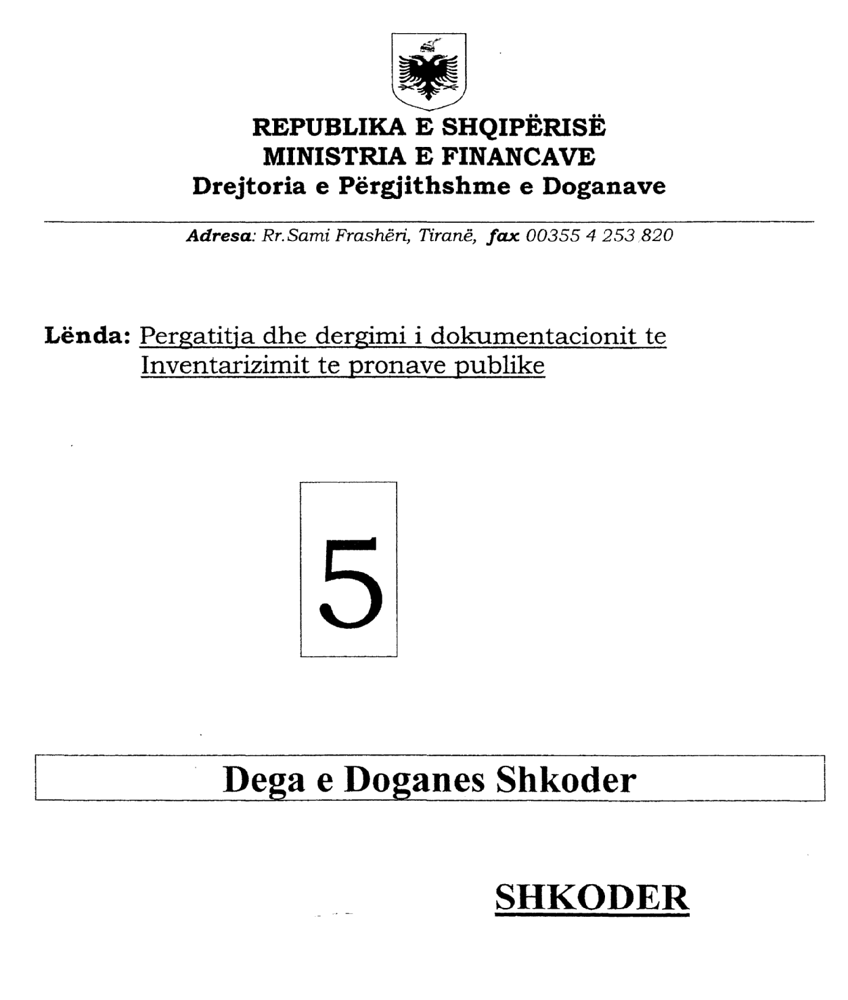 REPUBLIKA E SHQIPËRISË
MINISTRIA E FINANCAVE
Drejtoria e Përgjithshme e Doganave
Adresa: Rr.Sami Frashëri, Tiranë, fax 00355 4 253 820
Lënda: Pergatitja dhe dergimi i dokumentacionit te
Inventarizimit te pronave publike
5
Dega e Doganes Shkoder
SHKODER